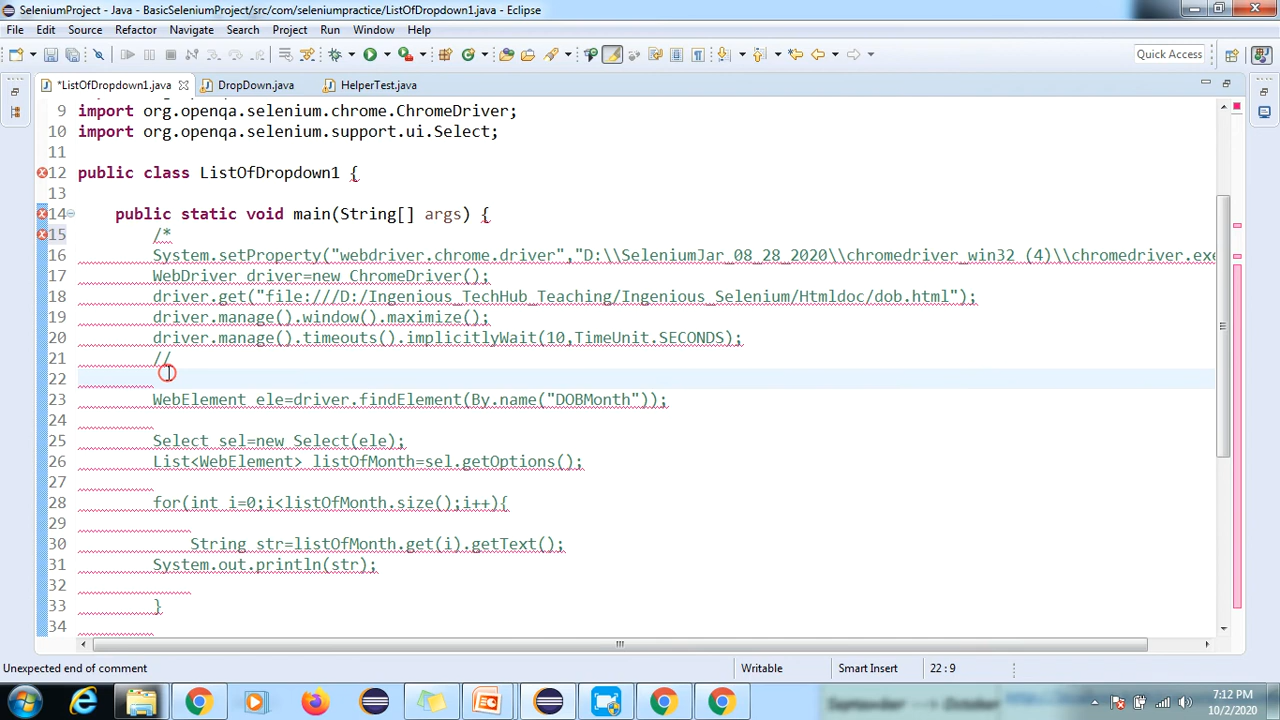 SeleniumProject - Java - BasicSeleniumProject/src/com/seleniumpractice/ListOfDropdown1.java - Eclipse
File Edit Source Refactor Navigate Search Project Run Window Help
Quick Access
*ListOfDropdown1.java DropDown.java HelperTest.java
9 import org.openqa.selenium.chrome.ChromeDriver;
10 import org.openqa.selenium.support.ui.Select;
11
12 public class ListOfDropdown1 {
13
14 public static void main(String[] args) {
15 /*
16 System.setProperty("webdriver.chrome.driver","D:\\SeleniumJar_08_28_2020\\chromedriver_win32 (4)\\chromedriver.exe
17 WebDriver driver=new ChromeDriver();
18 driver.get("file:///D:/Ingenious_TechHub_Teaching/Ingenious_Selenium/Htmldoc/dob.html");
19 driver.manage().window().maximize();
20 driver.manage().timeouts().implicitlyWait(10,TimeUnit.SECONDS);
21 //
22
23 WebElement ele=driver.findElement(By.name("DOBMonth"));
24
25 Select sel=new Select(ele);
26 List<WebElement> listOfMonth=sel.getOptions();
27
28 for(int i=0;i<listOfMonth.size();i++){
29
30 String str=listOfMonth.get(i).getText();
31 System.out.println(str);
32
33 }
34
Unexpected end of comment Writable Smart Insert 22 : 9
7:12 PM
10/2/2020